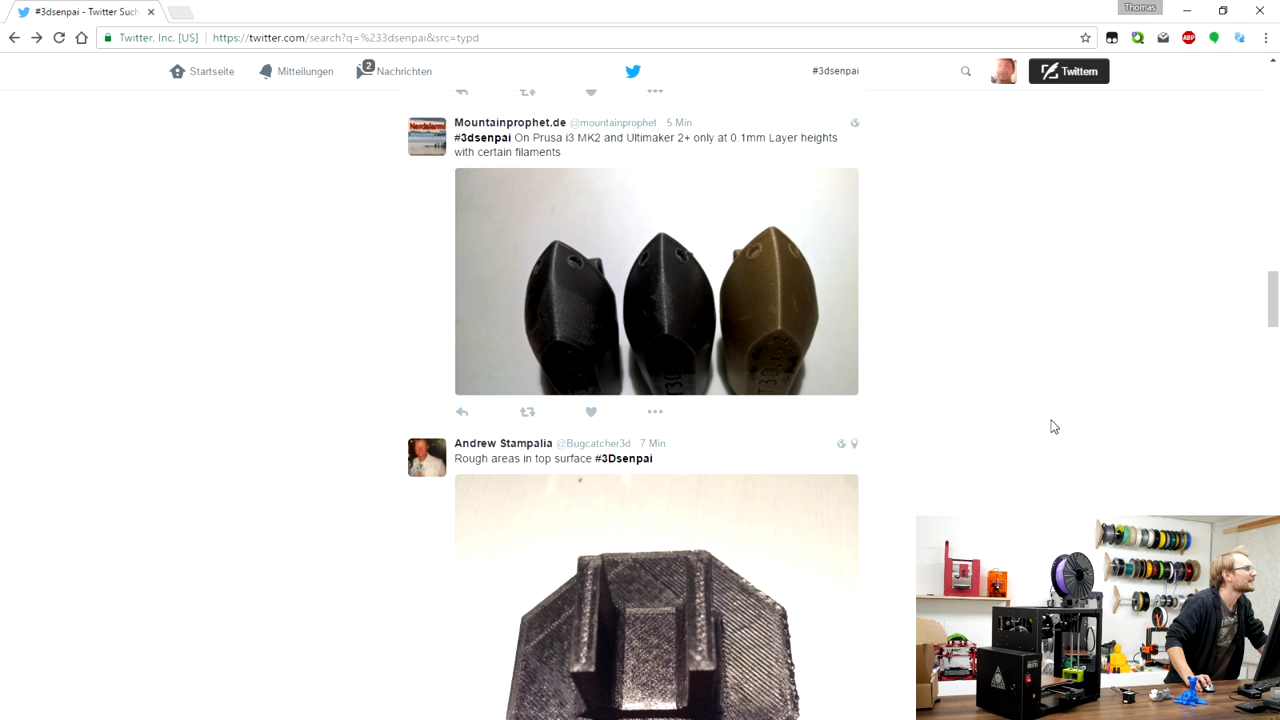 #3dsenpai - Twitter Such
Thomas
Twitter, Inc. [US]
https://twitter.com/search?q=%233dsenpai&src=typd
ABP
Startseite
Mitteilungen
2
Nachrichten
#3dsenpai
Twittern
Mountainprophet.de @mountainprophet · 5 Min
#3dsenpai On Prusa i3 MK2 and Ultimaker 2+ only at 0.1mm Layer heights
with certain filaments
Nerdalarm!
Andrew Stampalia @Bugcatcher3d · 7 Min
Rough areas in top surface #3Dsenpai